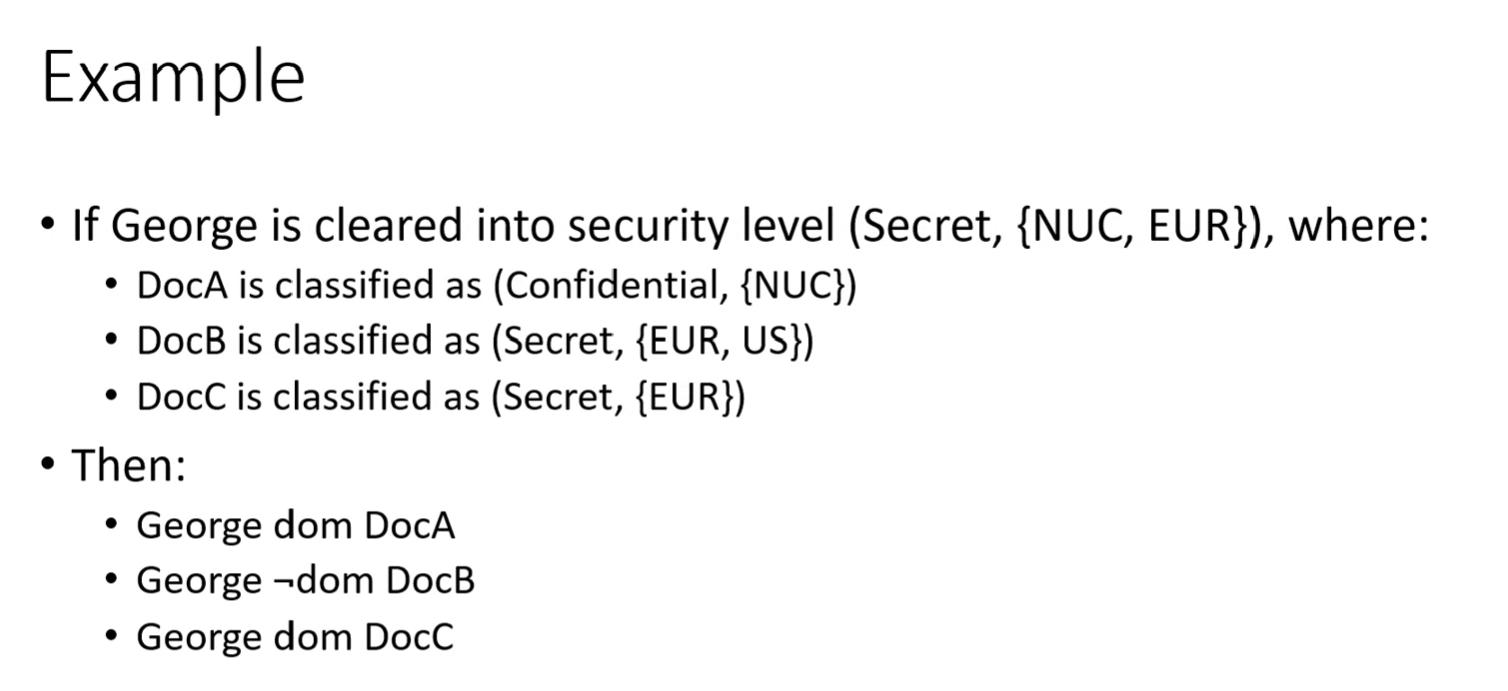 Example
• If George is cleared into security level (Secret, {NUC, EUR}), where:
• DocA is classified as (Confidential, {NUC})
• DocB is classified as (Secret, {EUR, US})
• DocC is classified as (Secret, {EUR})
• Then:
• George dom DocA
• George ¬dom DocB
• George dom DocC